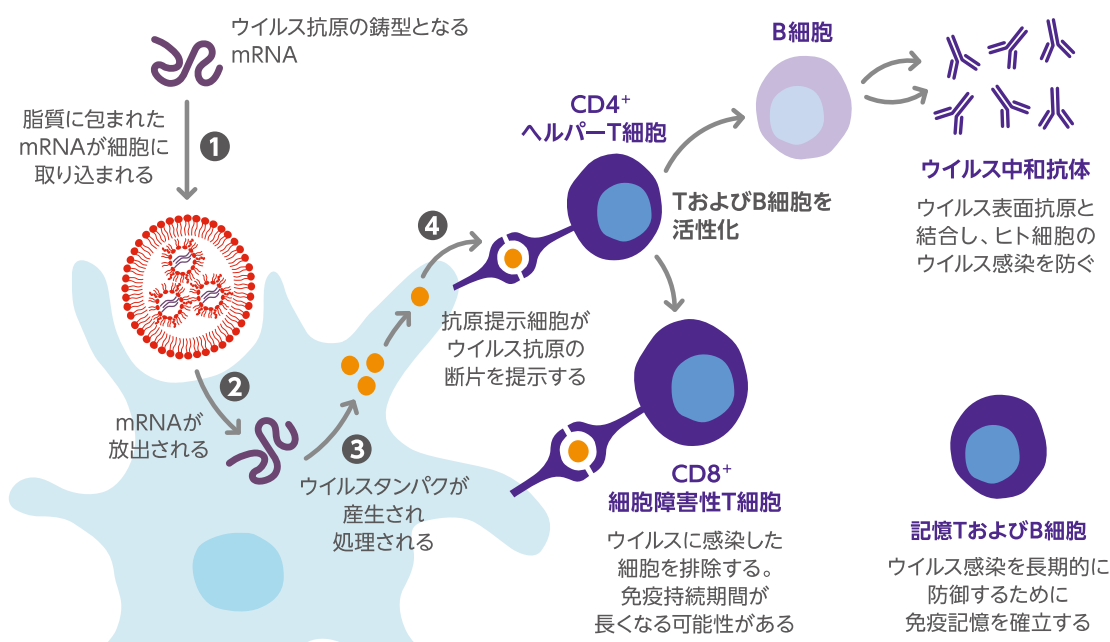 ウイルス抗原の鋳型となる
mRNA
脂質に包まれた
mRNAが細胞に
取り込まれる
1
2
mRNAが
放出される
3
ウイルスタンパクが
産生され
処理される
4
抗原提示細胞が
ウイルス抗原の
断片を提示する
CD4+
ヘルパーT細胞
TおよびB細胞を
活性化
B細胞
ウイルス中和抗体
ウイルス表面抗原と
結合し、ヒト細胞の
ウイルス感染を防ぐ
CD8+
細胞障害性T細胞
ウイルスに感染した
細胞を排除する。
免疫持続期間が
長くなる可能性がある
記憶TおよびB細胞
ウイルス感染を長期的に
防御するために
免疫記憶を確立する